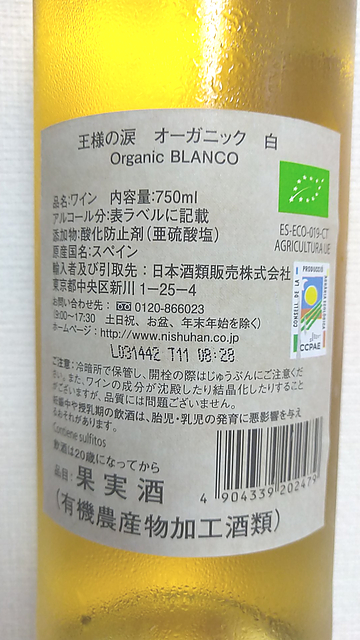 王様の涙 オーガニック 白
Organic BLANCO
品名:ワイン 内容量:750ml
アルコール分:表ラベルに記載
添加物:酸化防止剤(亜硫酸塩)
原産国名:スペイン
輸入者及び引取先:日本酒類販売株式会社
東京都中央区新川 1-25-4
お問い合わせ先: 0120-866023
(9:00~17:30 土日祝、お盆、年末年始を除く)
ホームページ:http://www.nishuhan.co.jp
L031442 T11 08:28
ご注意:冷暗所で保管し、開栓の際はじゅうぶんにご注意くだ
さい。また、ワインの成分が沈殿したり結晶化したりすること
がございますが、品質には問題ございません。
妊娠中や授乳期の飲酒は、胎児・乳児の発育に悪影響を与え
るおそれがあります。
Contiene sulfitos
飲酒は20歳になってから
品目:果実酒
(有機農産物加工酒類)
4 904339 202479
ES-ECO-019-CT
AGRICULTURA UE
PRODUCCIÓ
CONSELL DE LA
CCPAE